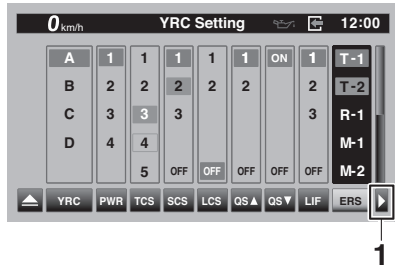 0 km/h YRC Setting 12:00
A 1 1 1 1 1 ON 1 T-1
B 2 2 2 2 2 2 T-2
C 3 3 3 3 R-1
D 4 4 M-1
5 OFF OFF OFF OFF OFF M-2
YRC PWR TCS SCS LCS QS▲ QS▼ LIF ERS
1